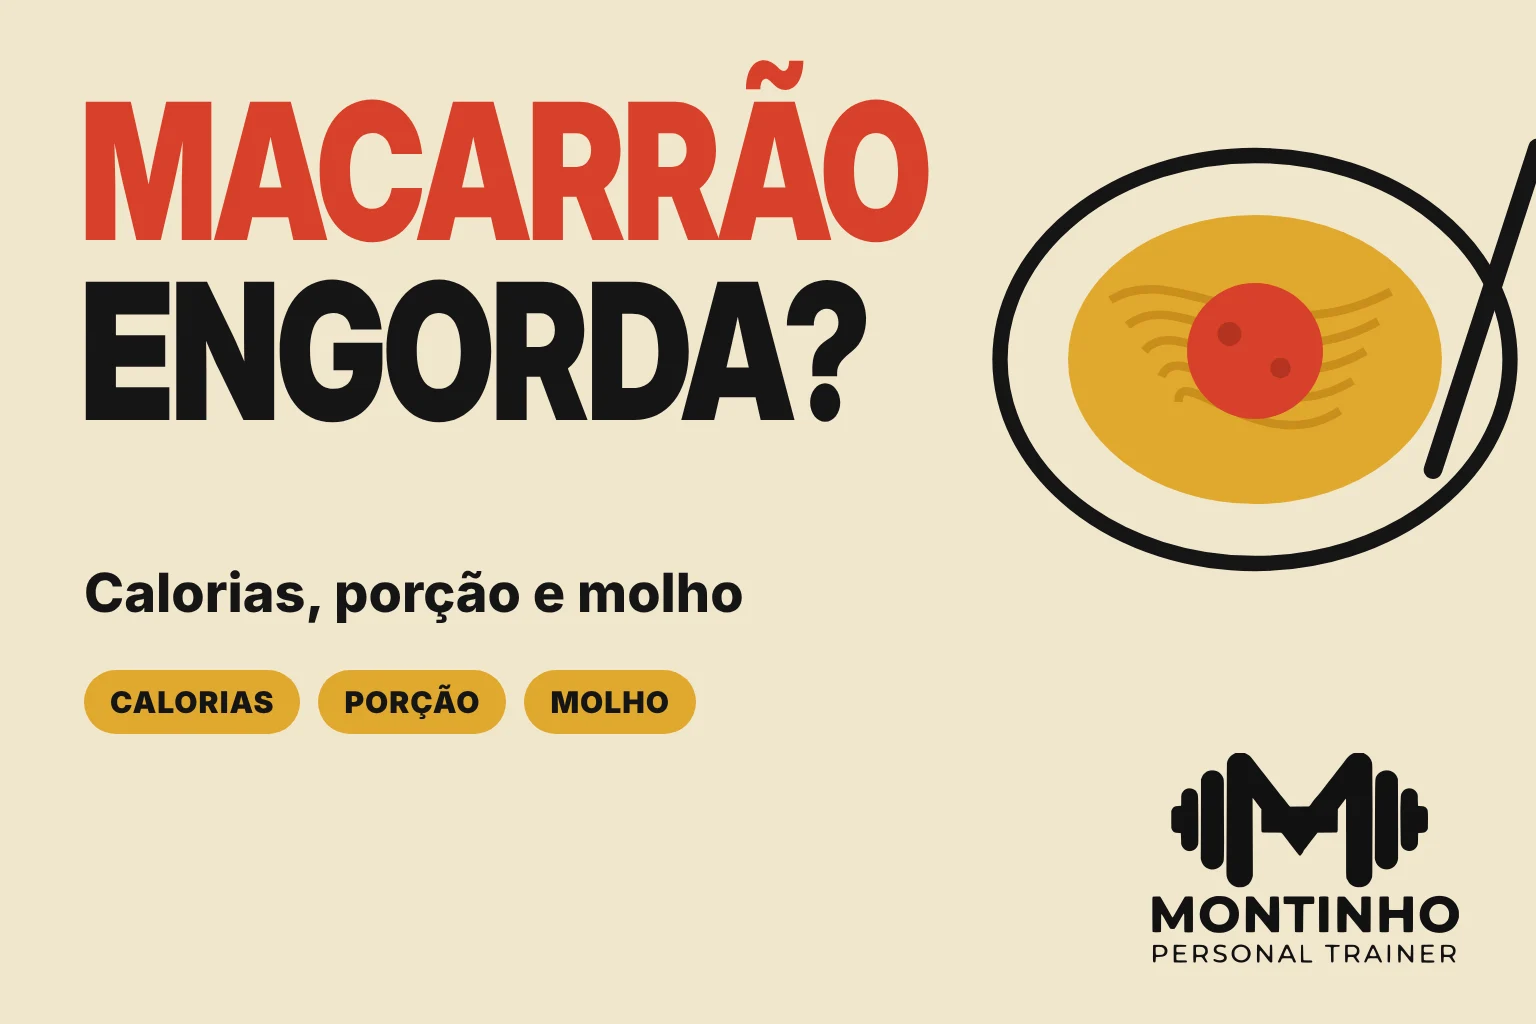 MACARRÃO
ENGORDA?
Calorias, porção e molho
CALORIAS PORÇÃO MOLHO
MONTINHO
PERSONAL TRAINER